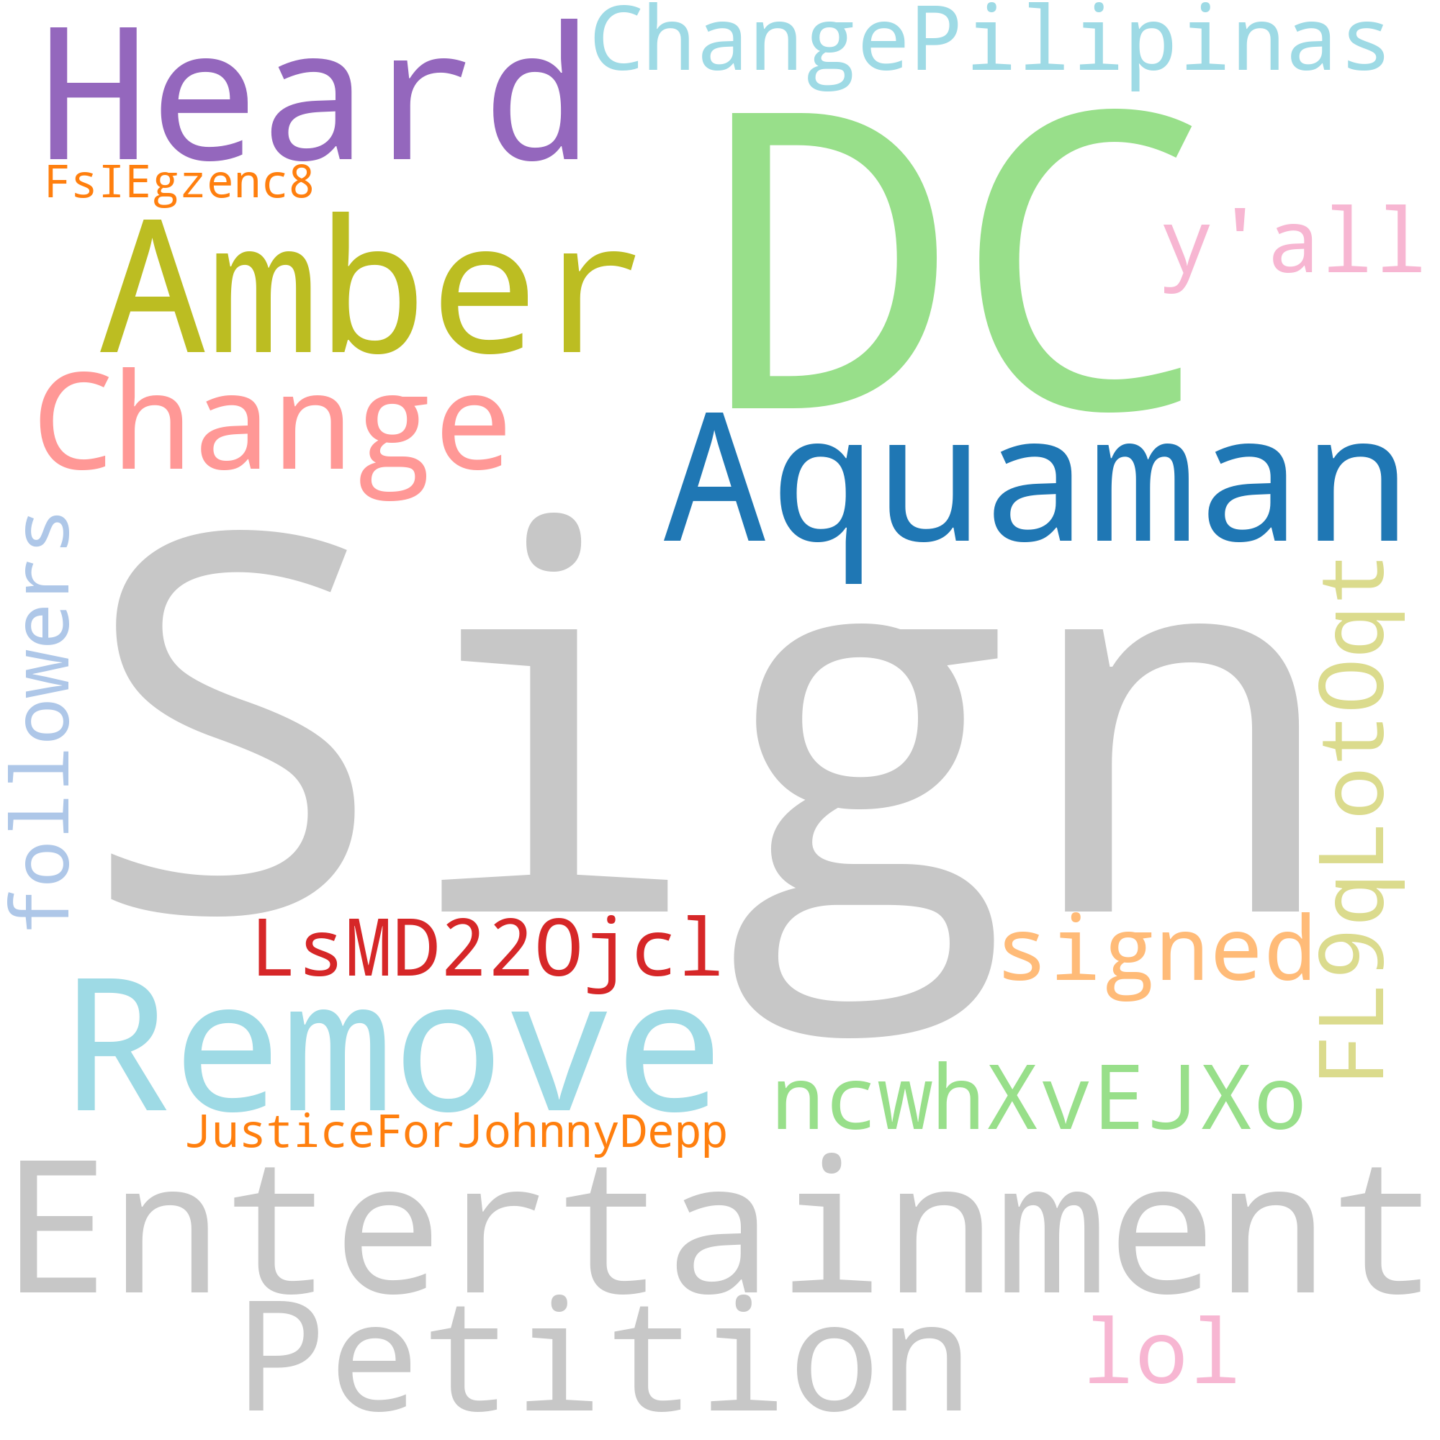 ChangePilipinas
Heard
FsIEgzenc8
DC
y'all
Amber
Change
Aquaman
followers
Sign
FL9qLotOqt
LsMD22Ojcl
signed
Remove
ncwhXvEJXo
JusticeForJohnnyDepp
Entertainment
Petition
lol